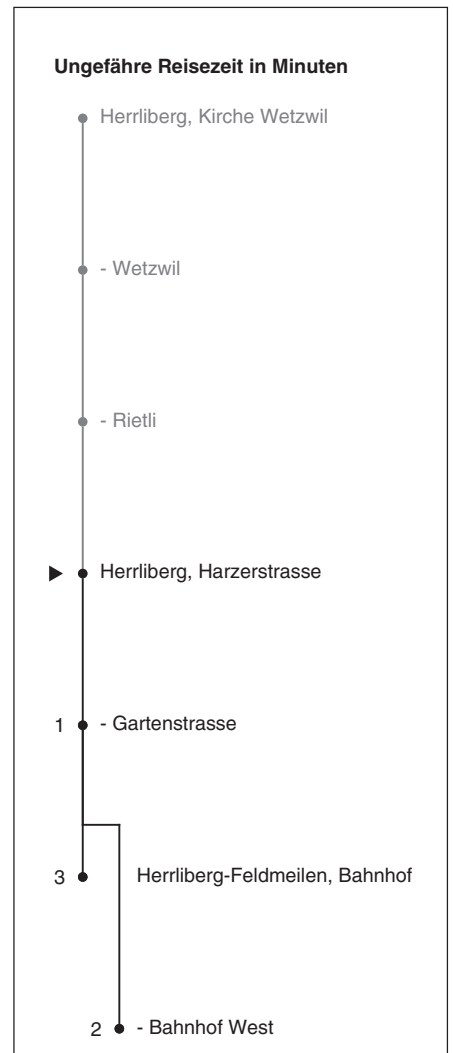 Ungefähre Reisezeit in Minuten
Herrliberg, Kirche Wetzwil
- Wetzwil
- Rietli
Herrliberg, Harzerstrasse
1 - Gartenstrasse
3 Herrliberg-Feldmeilen, Bahnhof
2 - Bahnhof West